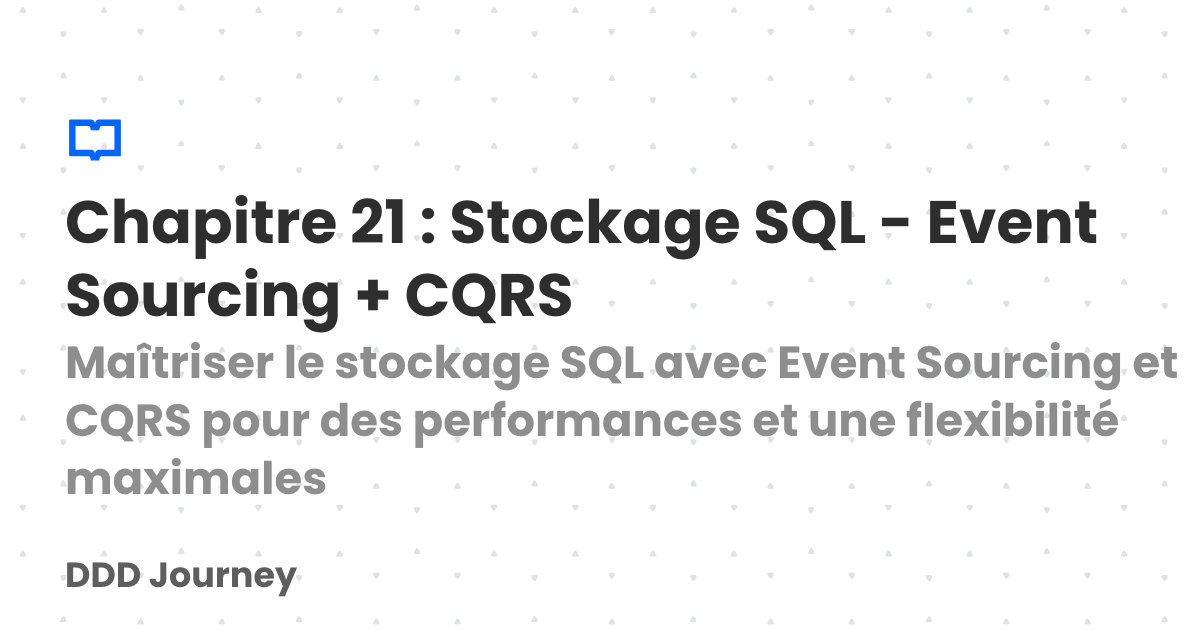 Chapitre 21 : Stockage SQL - Event
Sourcing + CQRS
Maîtriser le stockage SQL avec Event Sourcing et
CQRS pour des performances et une flexibilité
maximales
DDD Journey